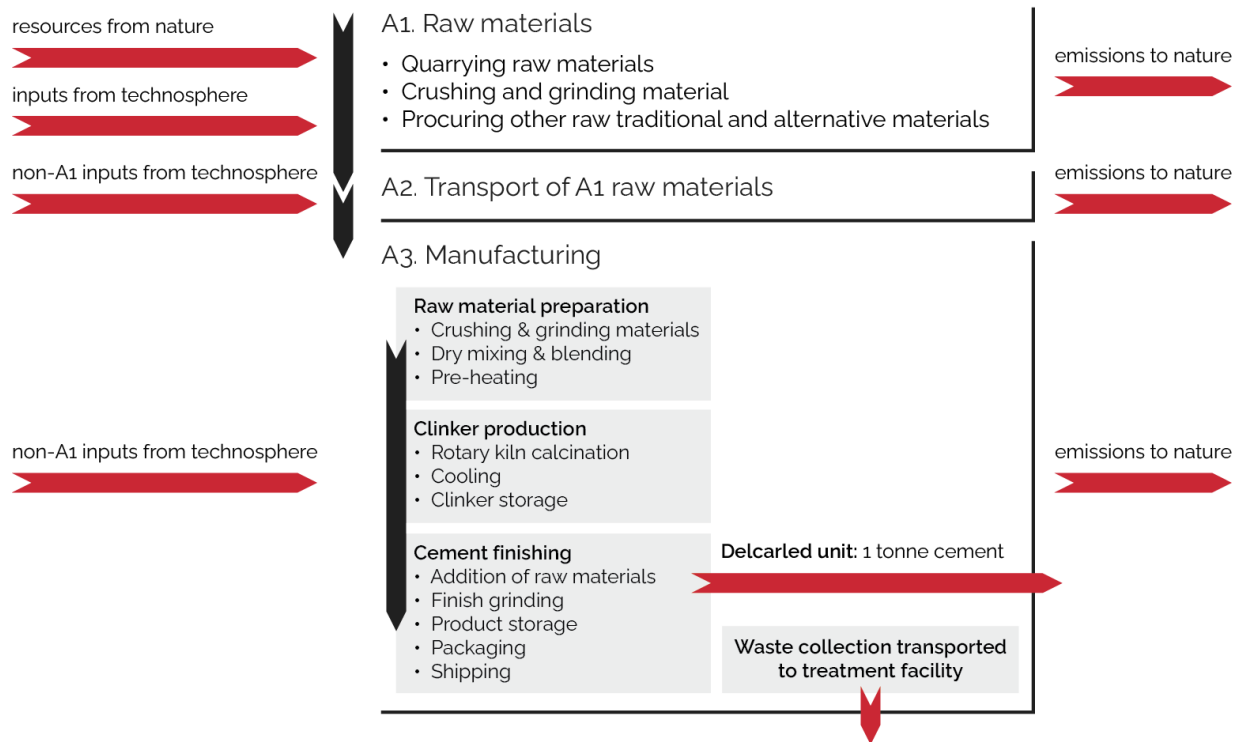 resources from nature
inputs from technosphere
non-A1 inputs from technosphere
A1. Raw materials
• Quarrying raw materials
• Crushing and grinding material
• Procuring other raw traditional and alternative materials
emissions to nature
A2. Transport of A1 raw materials
emissions to nature
A3. Manufacturing
Raw material preparation
• Crushing & grinding materials
• Dry mixing & blending
• Pre-heating
Clinker production
• Rotary kiln calcination
• Cooling
• Clinker storage
non-A1 inputs from technosphere
emissions to nature
Cement finishing
• Addition of raw materials
• Finish grinding
• Product storage
• Packaging
• Shipping
Delcarled unit: 1 tonne cement
Waste collection transported
to treatment facility